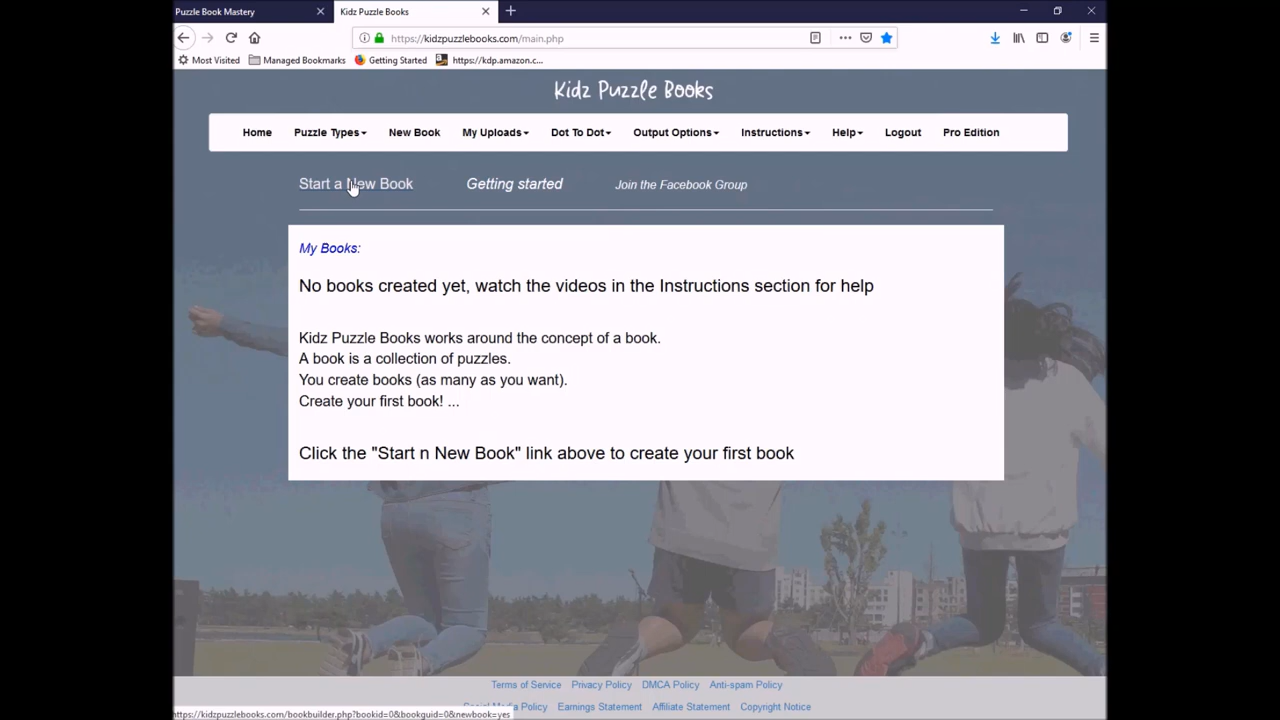 Puzzle Book Mastery
Kidz Puzzle Books
https://kidzpuzzlebooks.com/main.php
Most Visited Managed Bookmarks Getting Started https://kdp.amazon.c...
Kidz Puzzle Books
Home Puzzle Types New Book My Uploads Dot To Dot Output Options Instructions Help Logout Pro Edition
Start a New Book Getting started Join the Facebook Group
My Books:
No books created yet, watch the videos in the Instructions section for help
Kidz Puzzle Books works around the concept of a book.
A book is a collection of puzzles.
You create books (as many as you want).
Create your first book! ...
Click the "Start n New Book" link above to create your first book
Terms of Service Privacy Policy DMCA Policy Anti-spam Policy
Social Media Policy Earnings Statement Affiliate Statement Copyright Notice
https://kidzpuzzlebooks.com/bookbuilder.php?bookid=0&bookguid=0&newbook=yes